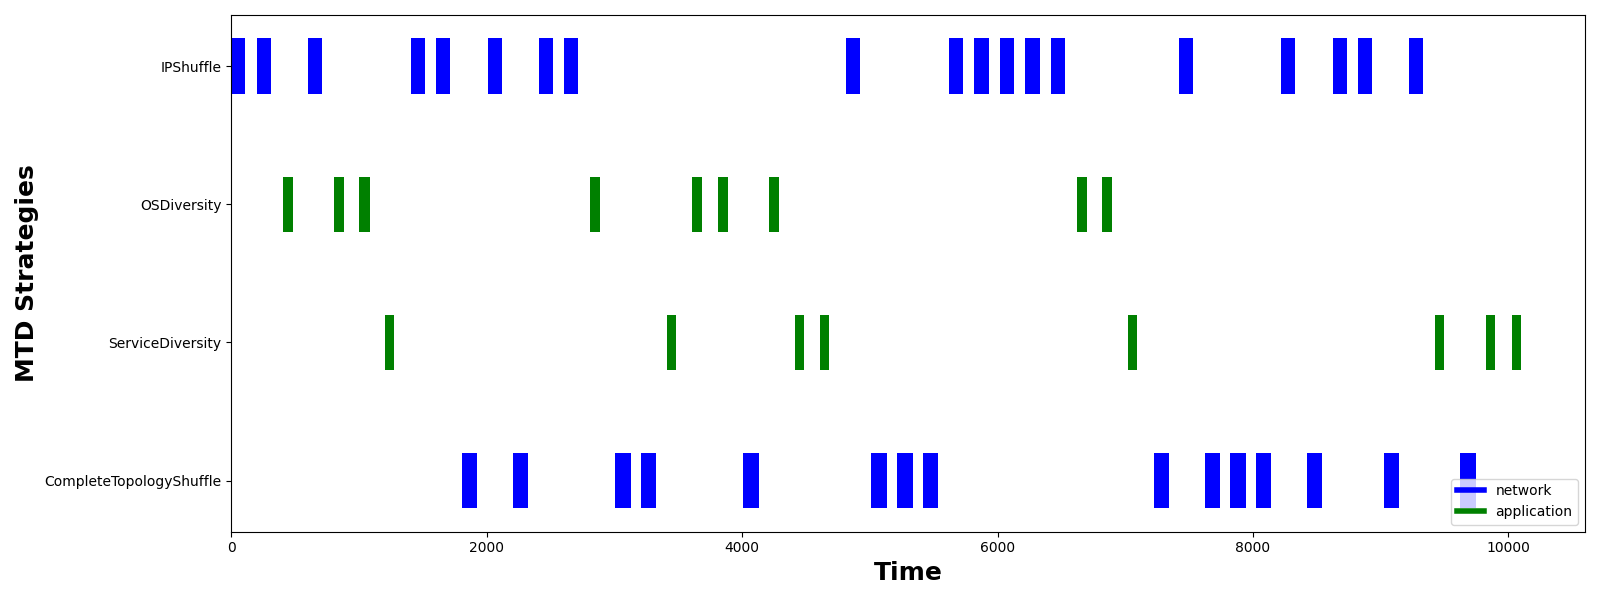 MTD Strategies
IPShuffle
OSDiversity
ServiceDiversity
CompleteTopologyShuffle
network
application
0 2000 4000 6000 8000 10000
Time